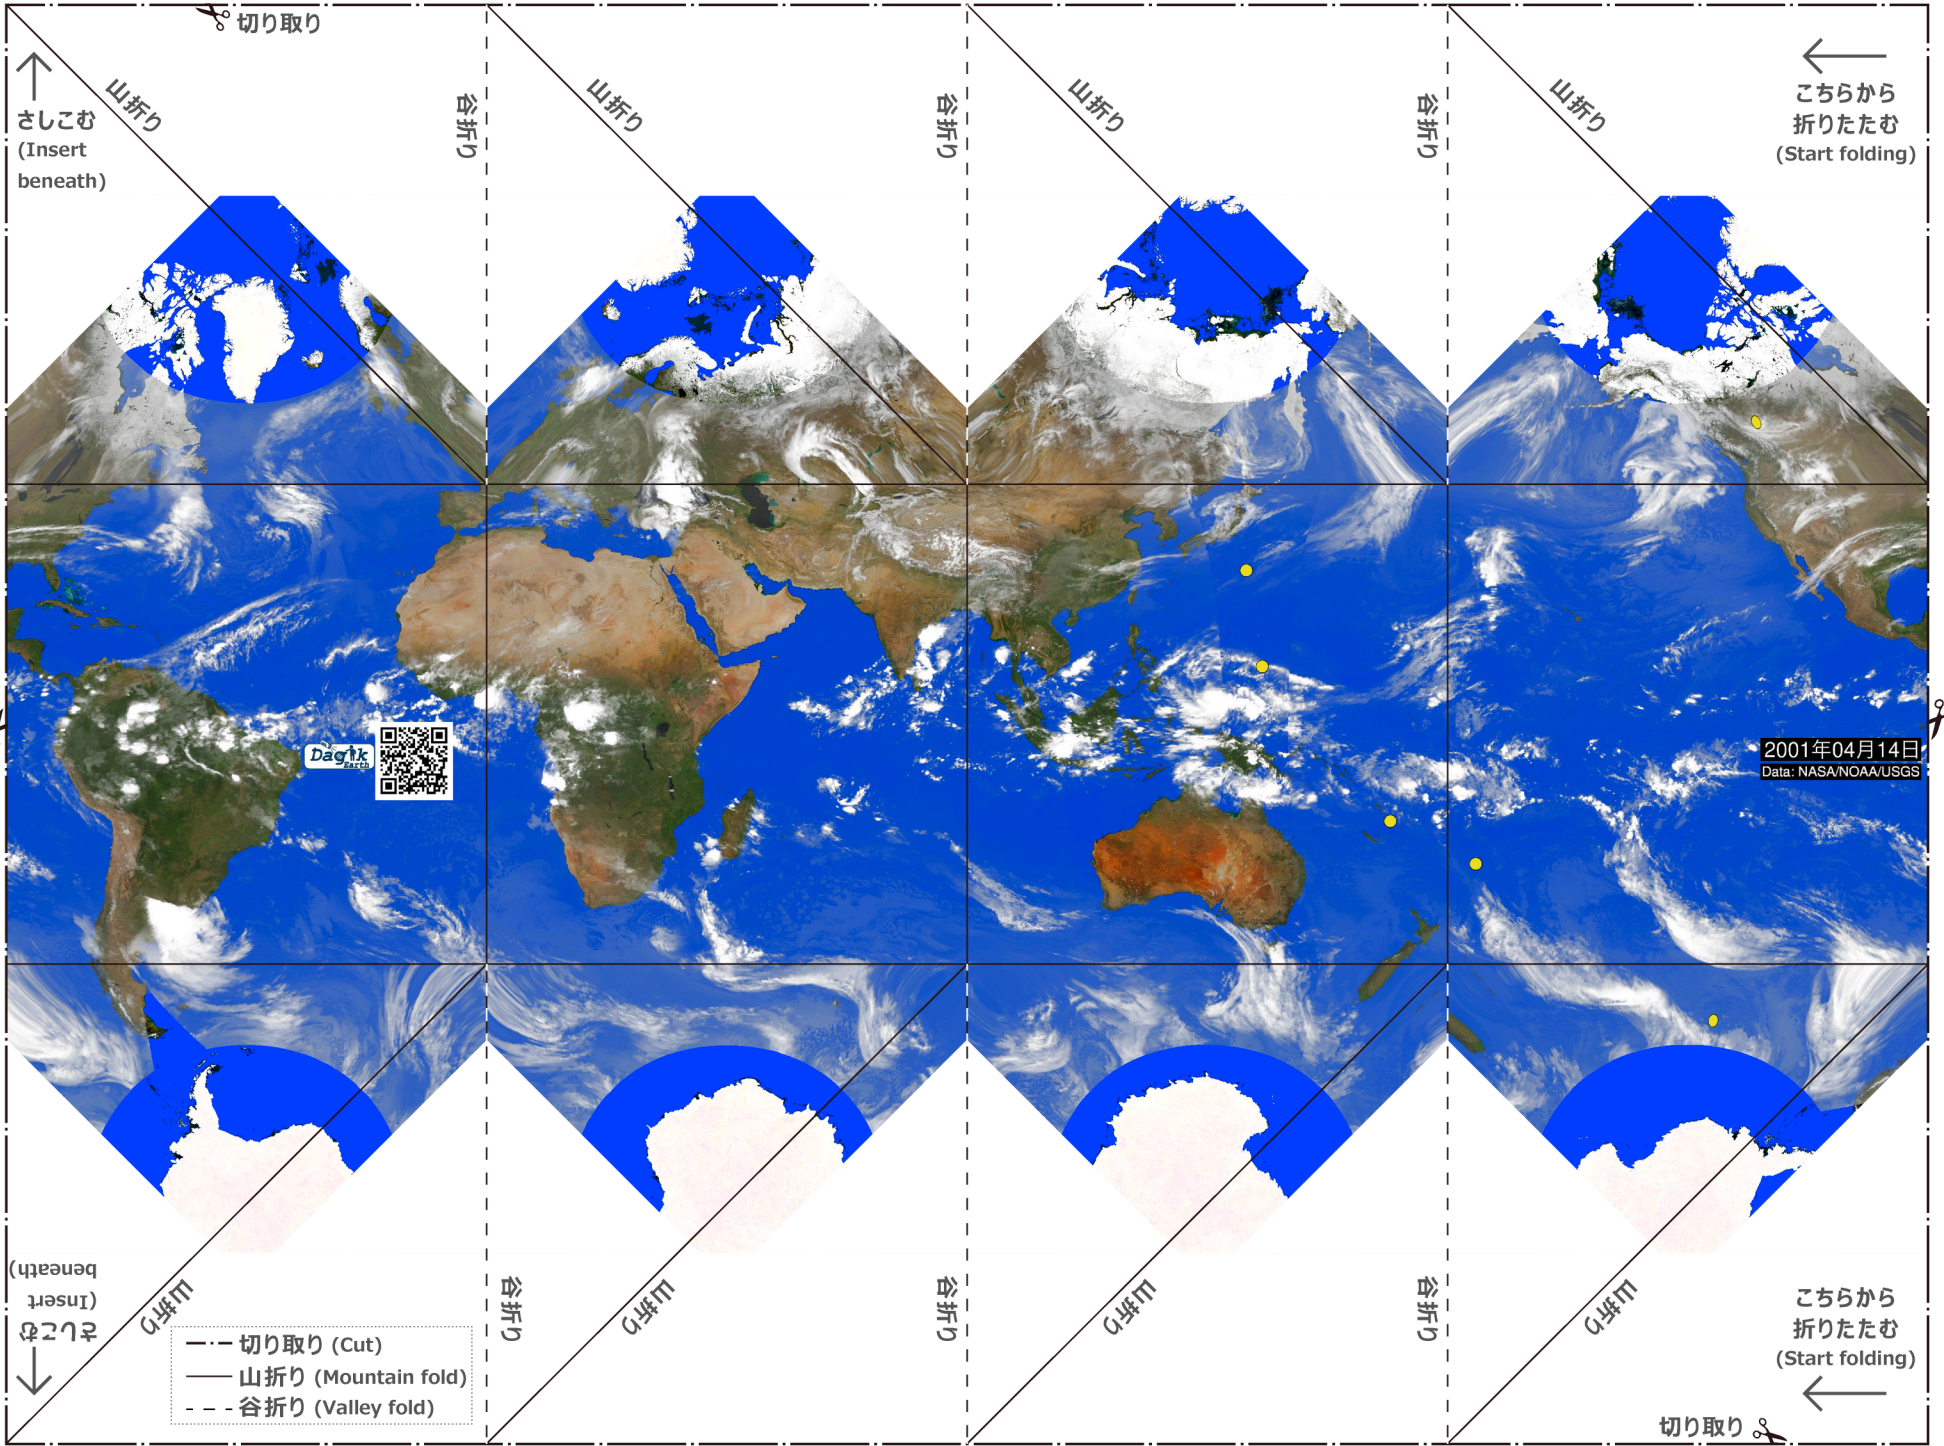 切り取り
さしこむ
(Insert
beneath)
山折り
谷折り
山折り
谷折り
山折り
谷折り
山折り
こちらから
折りたたむ
(Start folding)
Dagik
Earth
2001年04月14日
Data: NASA/NOAA/USGS
さしこむ
(Insert
beneath)
山折り
谷折り
山折り
谷折り
山折り
谷折り
山折り
こちらから
折りたたむ
(Start folding)
切り取り (Cut)
山折り (Mountain fold)
谷折り (Valley fold)
切り取り